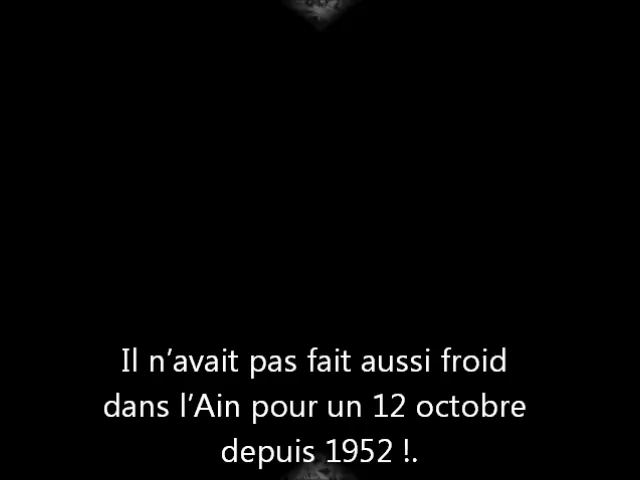 Il n’avait pas fait aussi froid
dans l’Ain pour un 12 octobre
depuis 1952 !.